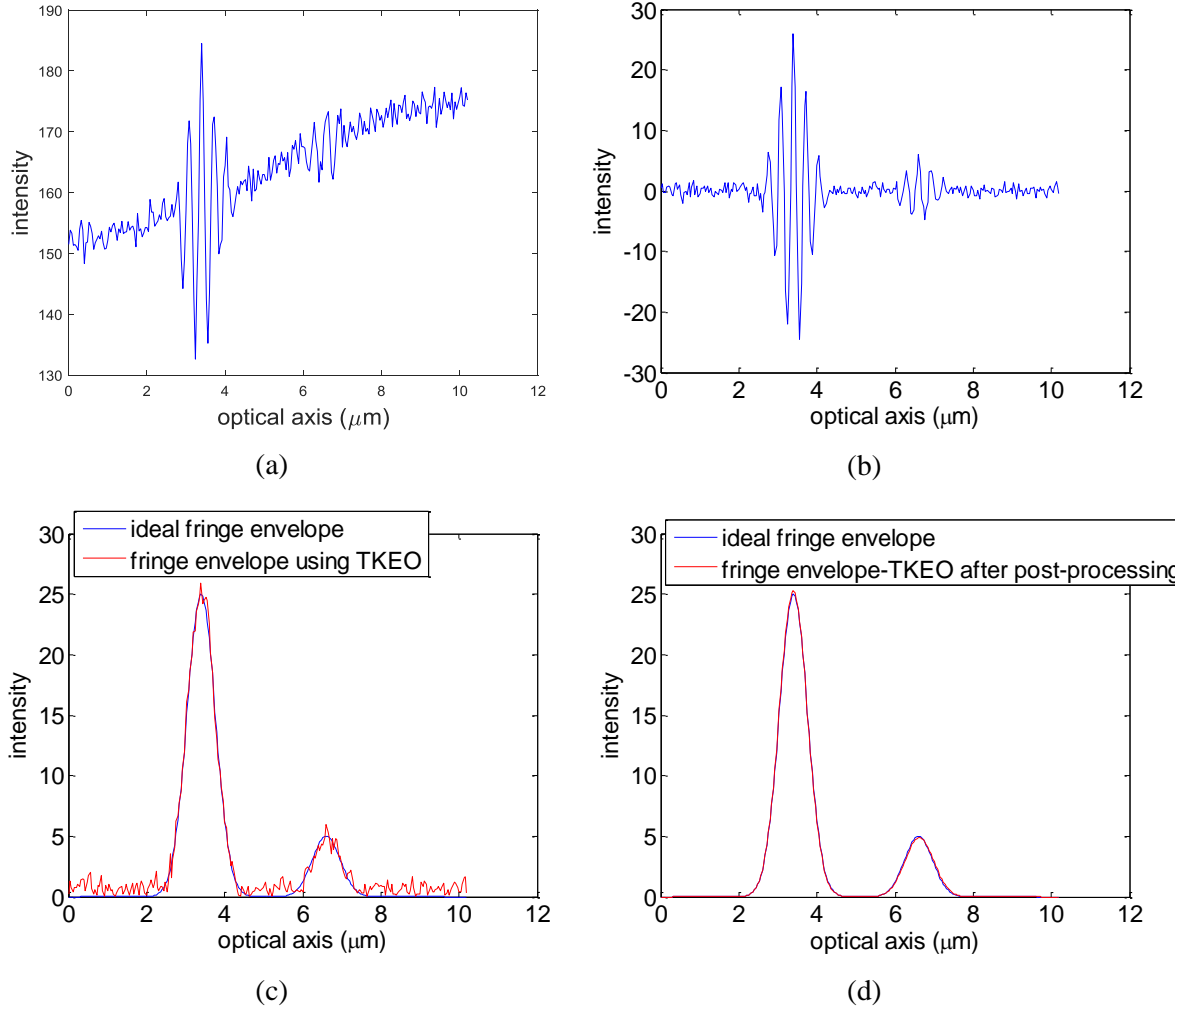 190
180
170
160
150
140
130
intensity
0 2 4 6 8 10 12
optical axis (μm)
(a)
30
20
10
0
-10
-20
-30
intensity
0 2 4 6 8 10 12
optical axis (μm)
(b)
ideal fringe envelope
fringe envelope using TKEO
30
25
20
15
10
5
0
intensity
0 2 4 6 8 10 12
optical axis (μm)
(c)
ideal fringe envelope
fringe envelope-TKEO after post-processing
30
25
20
15
10
5
0
intensity
0 2 4 6 8 10 12
optical axis (μm)
(d)